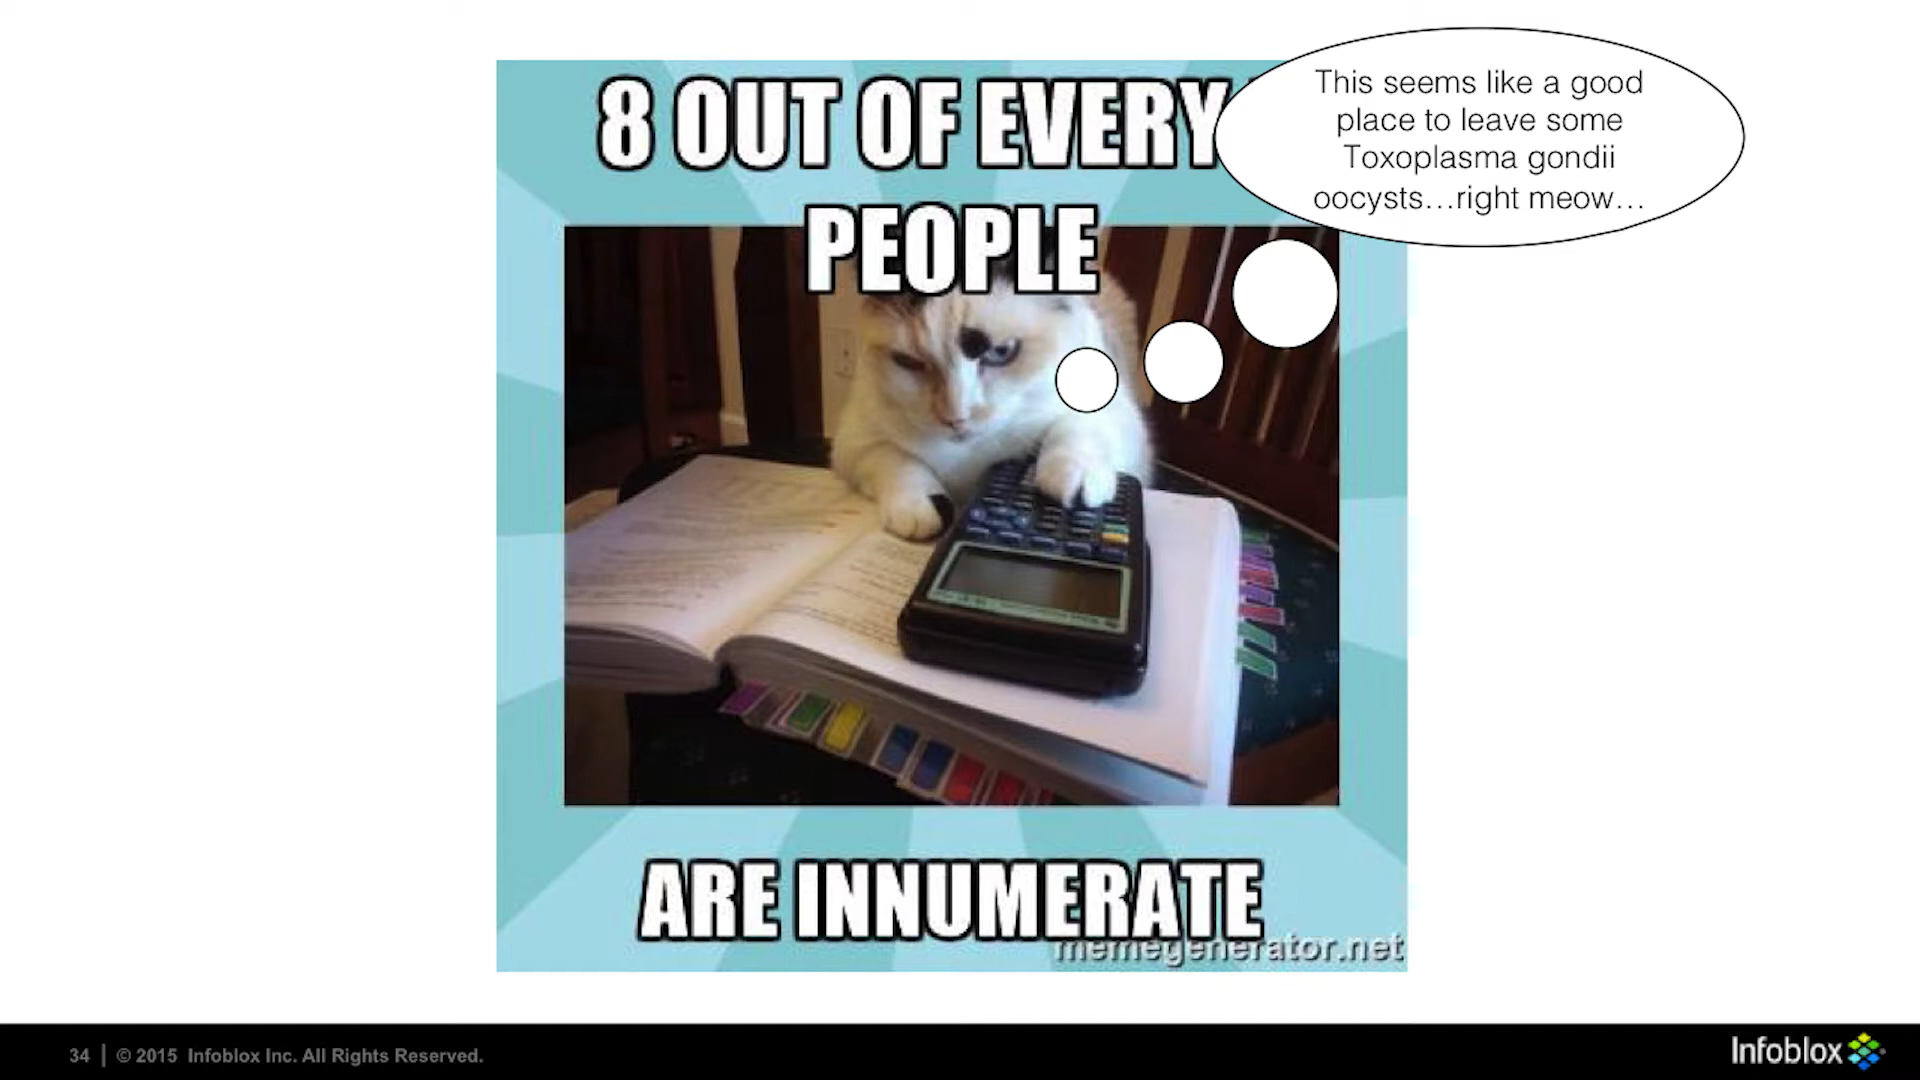 8 OUT OF EVERY
PEOPLE
This seems like a good
place to leave some
Toxoplasma gondii
oocysts...right meow...
ARE INNUMERATE
memegenerator.net
34 | © 2015 Infoblox Inc. All Rights Reserved.
Infoblox